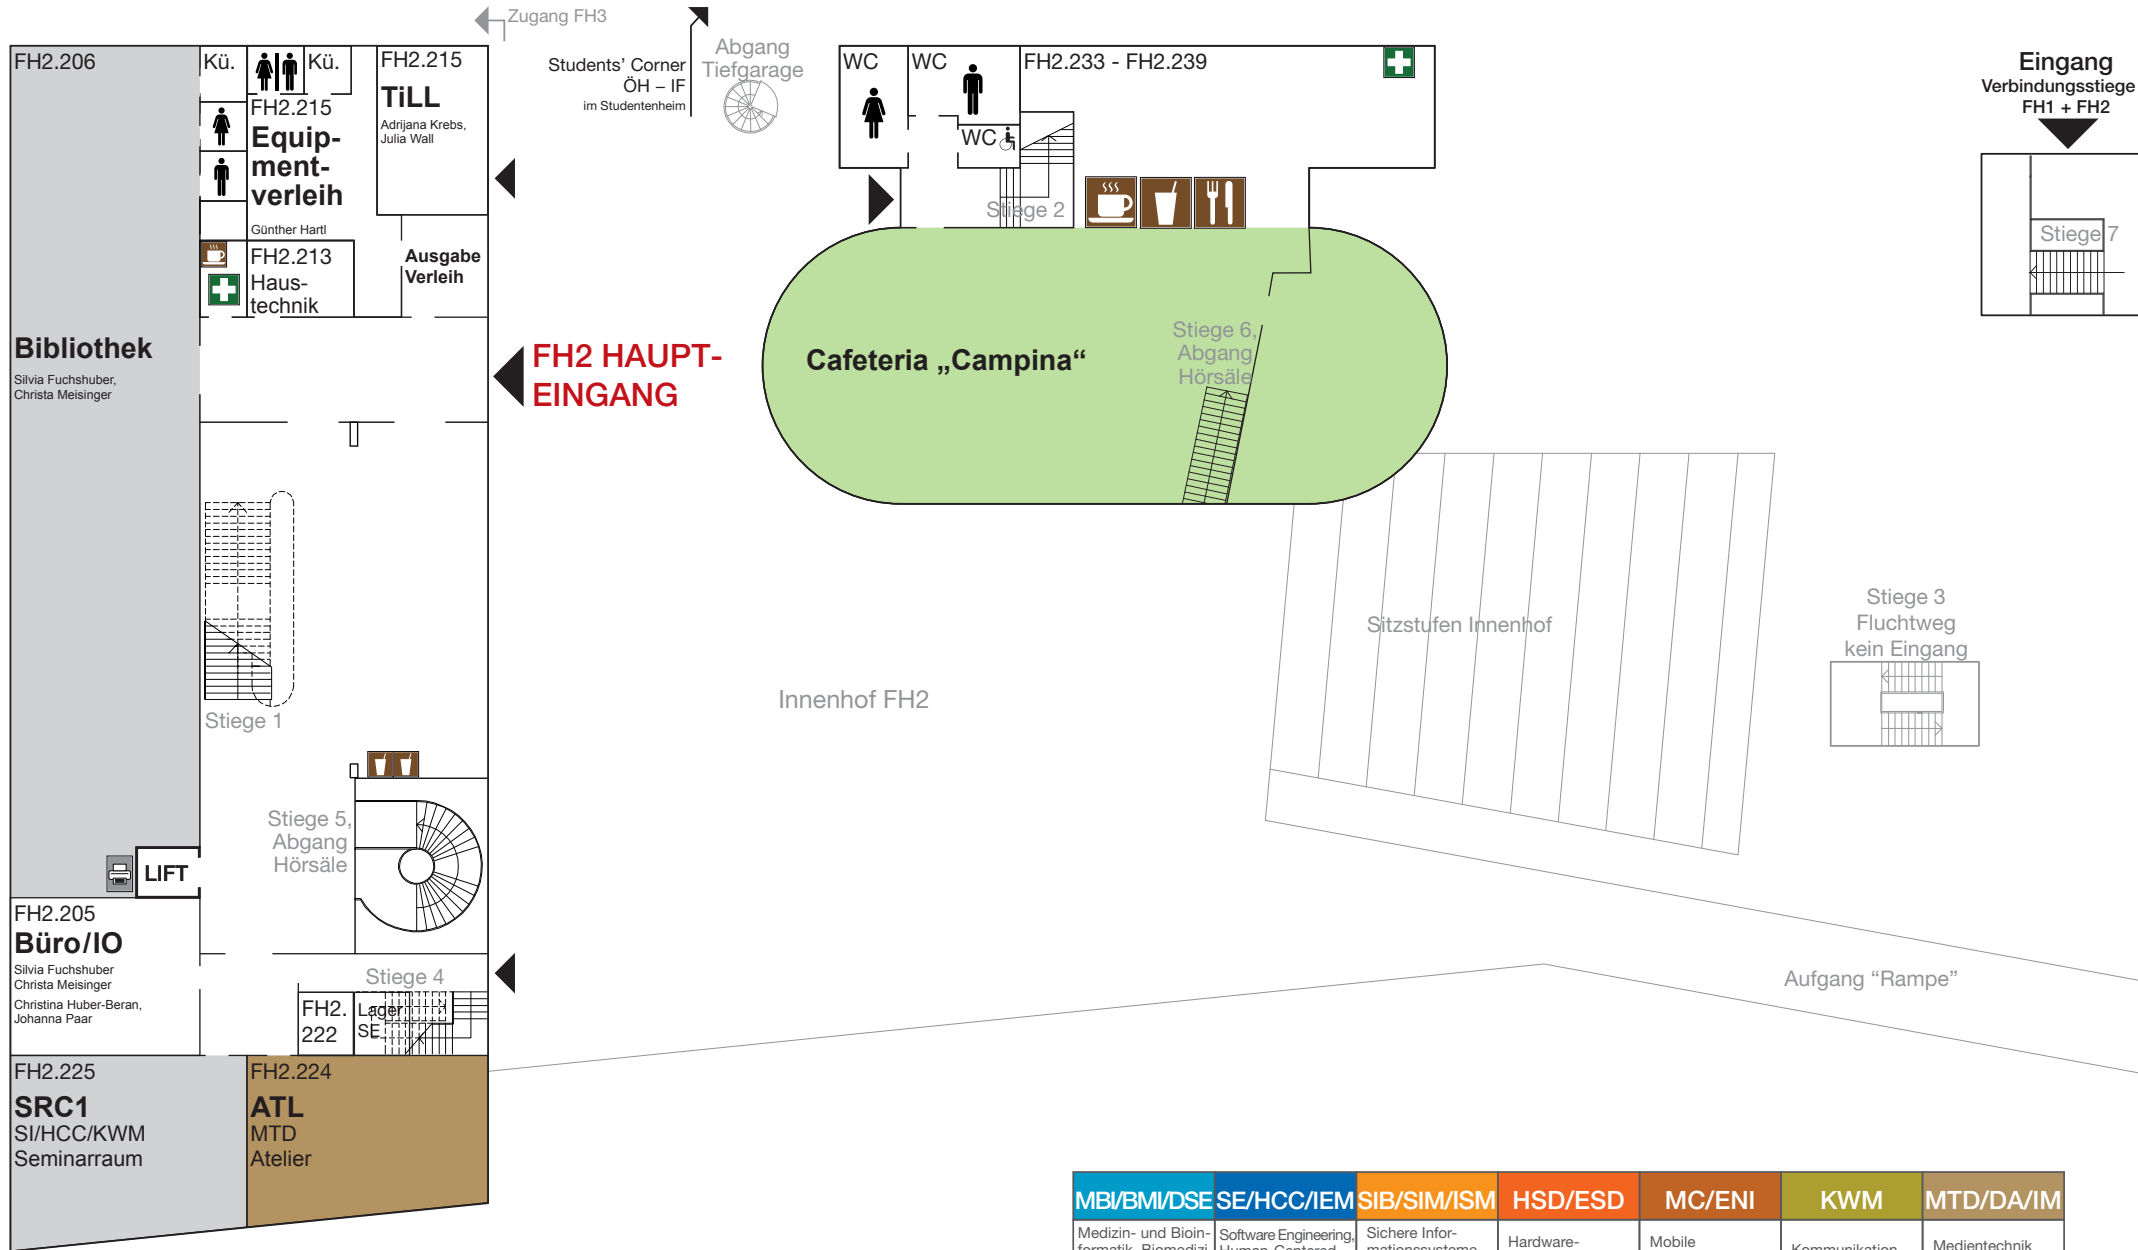 Zugang FH3
Students' Corner
ÖH – IF
im Studentenheim
Abgang
Tiefgarage
FH2.206
Kü.
Kü.
FH2.215
TiLL
Adrijana Krebs,
Julia Wall
FH2.215
Equip-
ment-
verleih
Günther Hartl
FH2.213
Haus-
technik
Ausgabe
Verleih
Bibliothek
Silvia Fuchshuber,
Christa Meisinger
FH2 HAUPT-
EINGANG
WC
WC
WC
FH2.233 - FH2.239
Stiege 2
Cafeteria „Campina“
Stiege 6,
Abgang
Hörsäle
Eingang
Verbindungsstiege
FH1 + FH2
Stiege 7
Stiege 1
Stiege 5,
Abgang
Hörsäle
LIFT
FH2.205
Büro/IO
Silvia Fuchshuber
Christa Meisinger
Christina Huber-Beran,
Johanna Paar
Stiege 4
FH2.
222
Lager
SE
FH2.225
SRC1
SI/HCC/KWM
Seminarraum
FH2.224
ATL
MTD
Atelier
Innenhof FH2
Sitzstufen Innenhof
Stiege 3
Fluchtweg
kein Eingang
Aufgang “Rampe”
MBI/BMI/DSE SE/HCC/IEM SIB/SIM/ISM HSD/ESD MC/ENI KWM MTD/DA/IM
Medizin- und Bioin-
formatik, Biomedizi
Software Engineering,
Human-Centered
Sichere Infor-
mationssysteme
Hardware-
Mobile
Kommunikation
Medientechnik